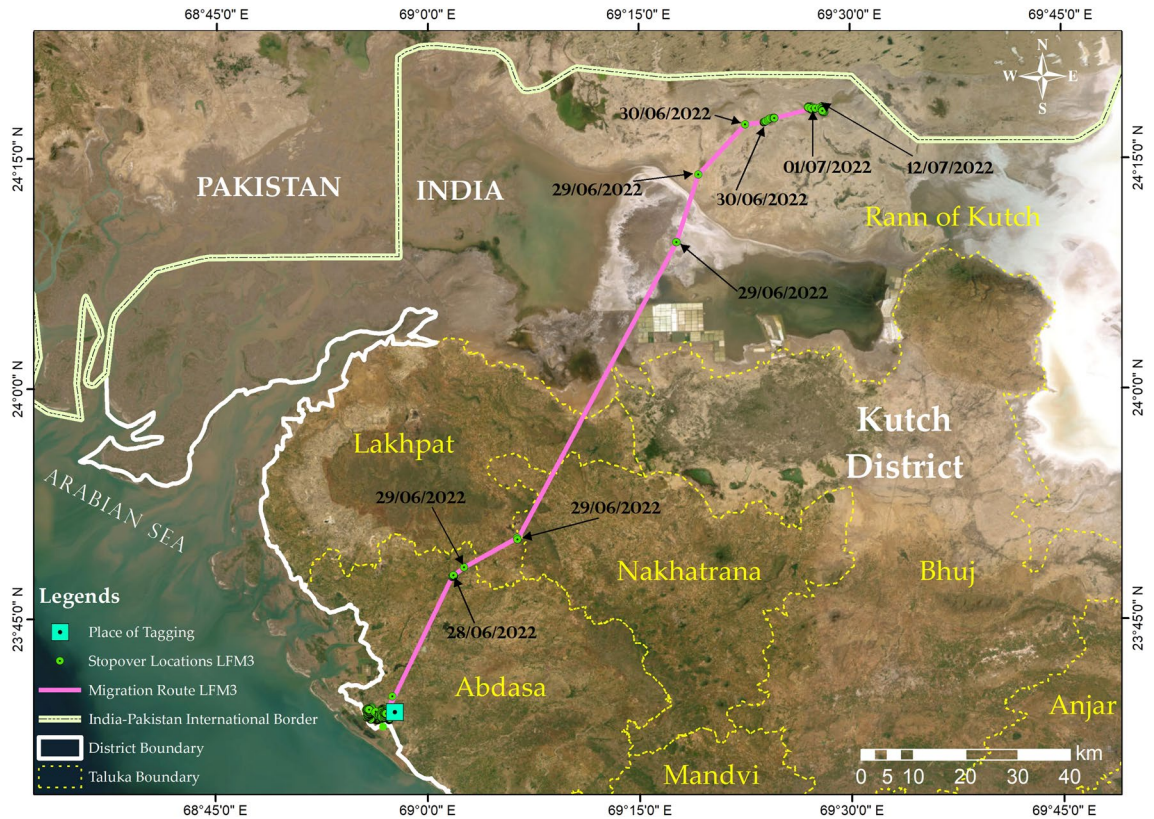 68°45'0" E 69°0'0" E 69°15'0" E 69°30'0" E 69°45'0" E
N
W E
S
30/06/2022
24°15'0" N
24°15'0" N
01/07/2022
12/07/2022
PAKISTAN
INDIA
29/06/2022
30/06/2022
Rann of Kutch
29/06/2022
24°0'0" N
24°0'0" N
Kutch
District
Lakhpat
ARABIAN SEA
29/06/2022
29/06/2022
Nakhatrana
Bhuj
23°45'0" N
23°45'0" N
28/06/2022
Abdasa
Anjar
Mandvi
Legends
Place of Tagging
Stopover Locations LFM3
Migration Route LFM3
India-Pakistan International Border
District Boundary
Taluka Boundary
km
0 5 10 20 30 40
68°45'0" E 69°0'0" E 69°15'0" E 69°30'0" E 69°45'0" E